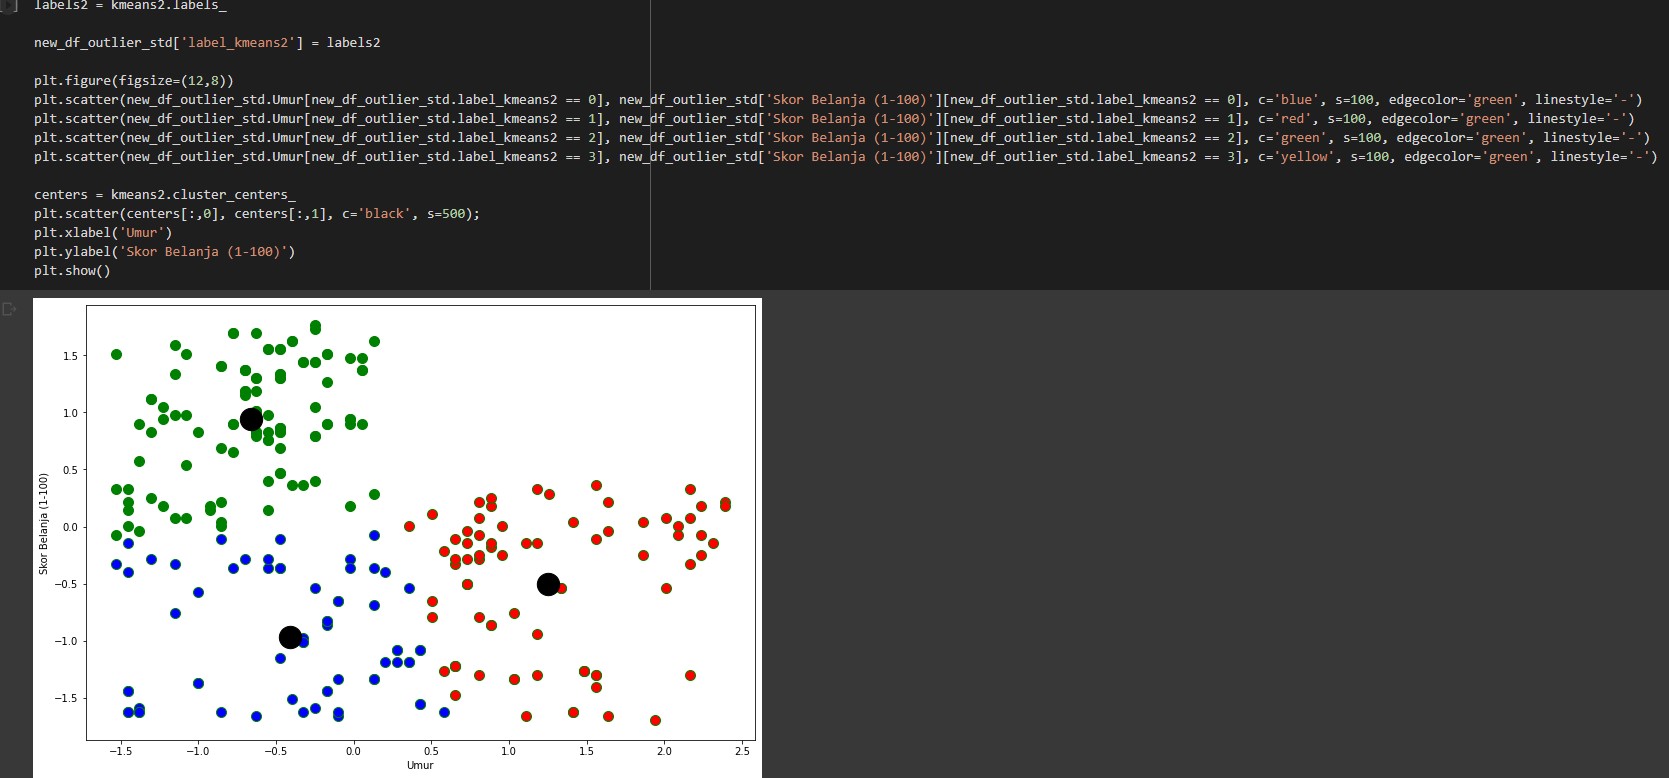 labels2 = kmeans2.labels_
new_df_outlier_std['label_kmeans2'] = labels2
plt.figure(figsize=(12,8))
plt.scatter(new_df_outlier_std.Umur[new_df_outlier_std.label_kmeans2 == 0], new_df_outlier_std['Skor Belanja (1-100)'][new_df_outlier_std.label_kmeans2 == 0], c='blue', s=100, edgecolor='green', linestyle='-')
plt.scatter(new_df_outlier_std.Umur[new_df_outlier_std.label_kmeans2 == 1], new_df_outlier_std['Skor Belanja (1-100)'][new_df_outlier_std.label_kmeans2 == 1], c='red', s=100, edgecolor='green', linestyle='-')
plt.scatter(new_df_outlier_std.Umur[new_df_outlier_std.label_kmeans2 == 2], new_df_outlier_std['Skor Belanja (1-100)'][new_df_outlier_std.label_kmeans2 == 2], c='green', s=100, edgecolor='green', linestyle='-')
plt.scatter(new_df_outlier_std.Umur[new_df_outlier_std.label_kmeans2 == 3], new_df_outlier_std['Skor Belanja (1-100)'][new_df_outlier_std.label_kmeans2 == 3], c='yellow', s=100, edgecolor='green', linestyle='-')
centers = kmeans2.cluster_centers_
plt.scatter(centers[:,0], centers[:,1], c='black', s=500);
plt.xlabel('Umur')
plt.ylabel('Skor Belanja (1-100)')
plt.show()
1.5
1.0
0.5
0.0
−0.5
−1.0
−1.5
Skor Belanja (1-100)
−1.5 −1.0 −0.5 0.0 0.5 1.0 1.5 2.0 2.5
Umur